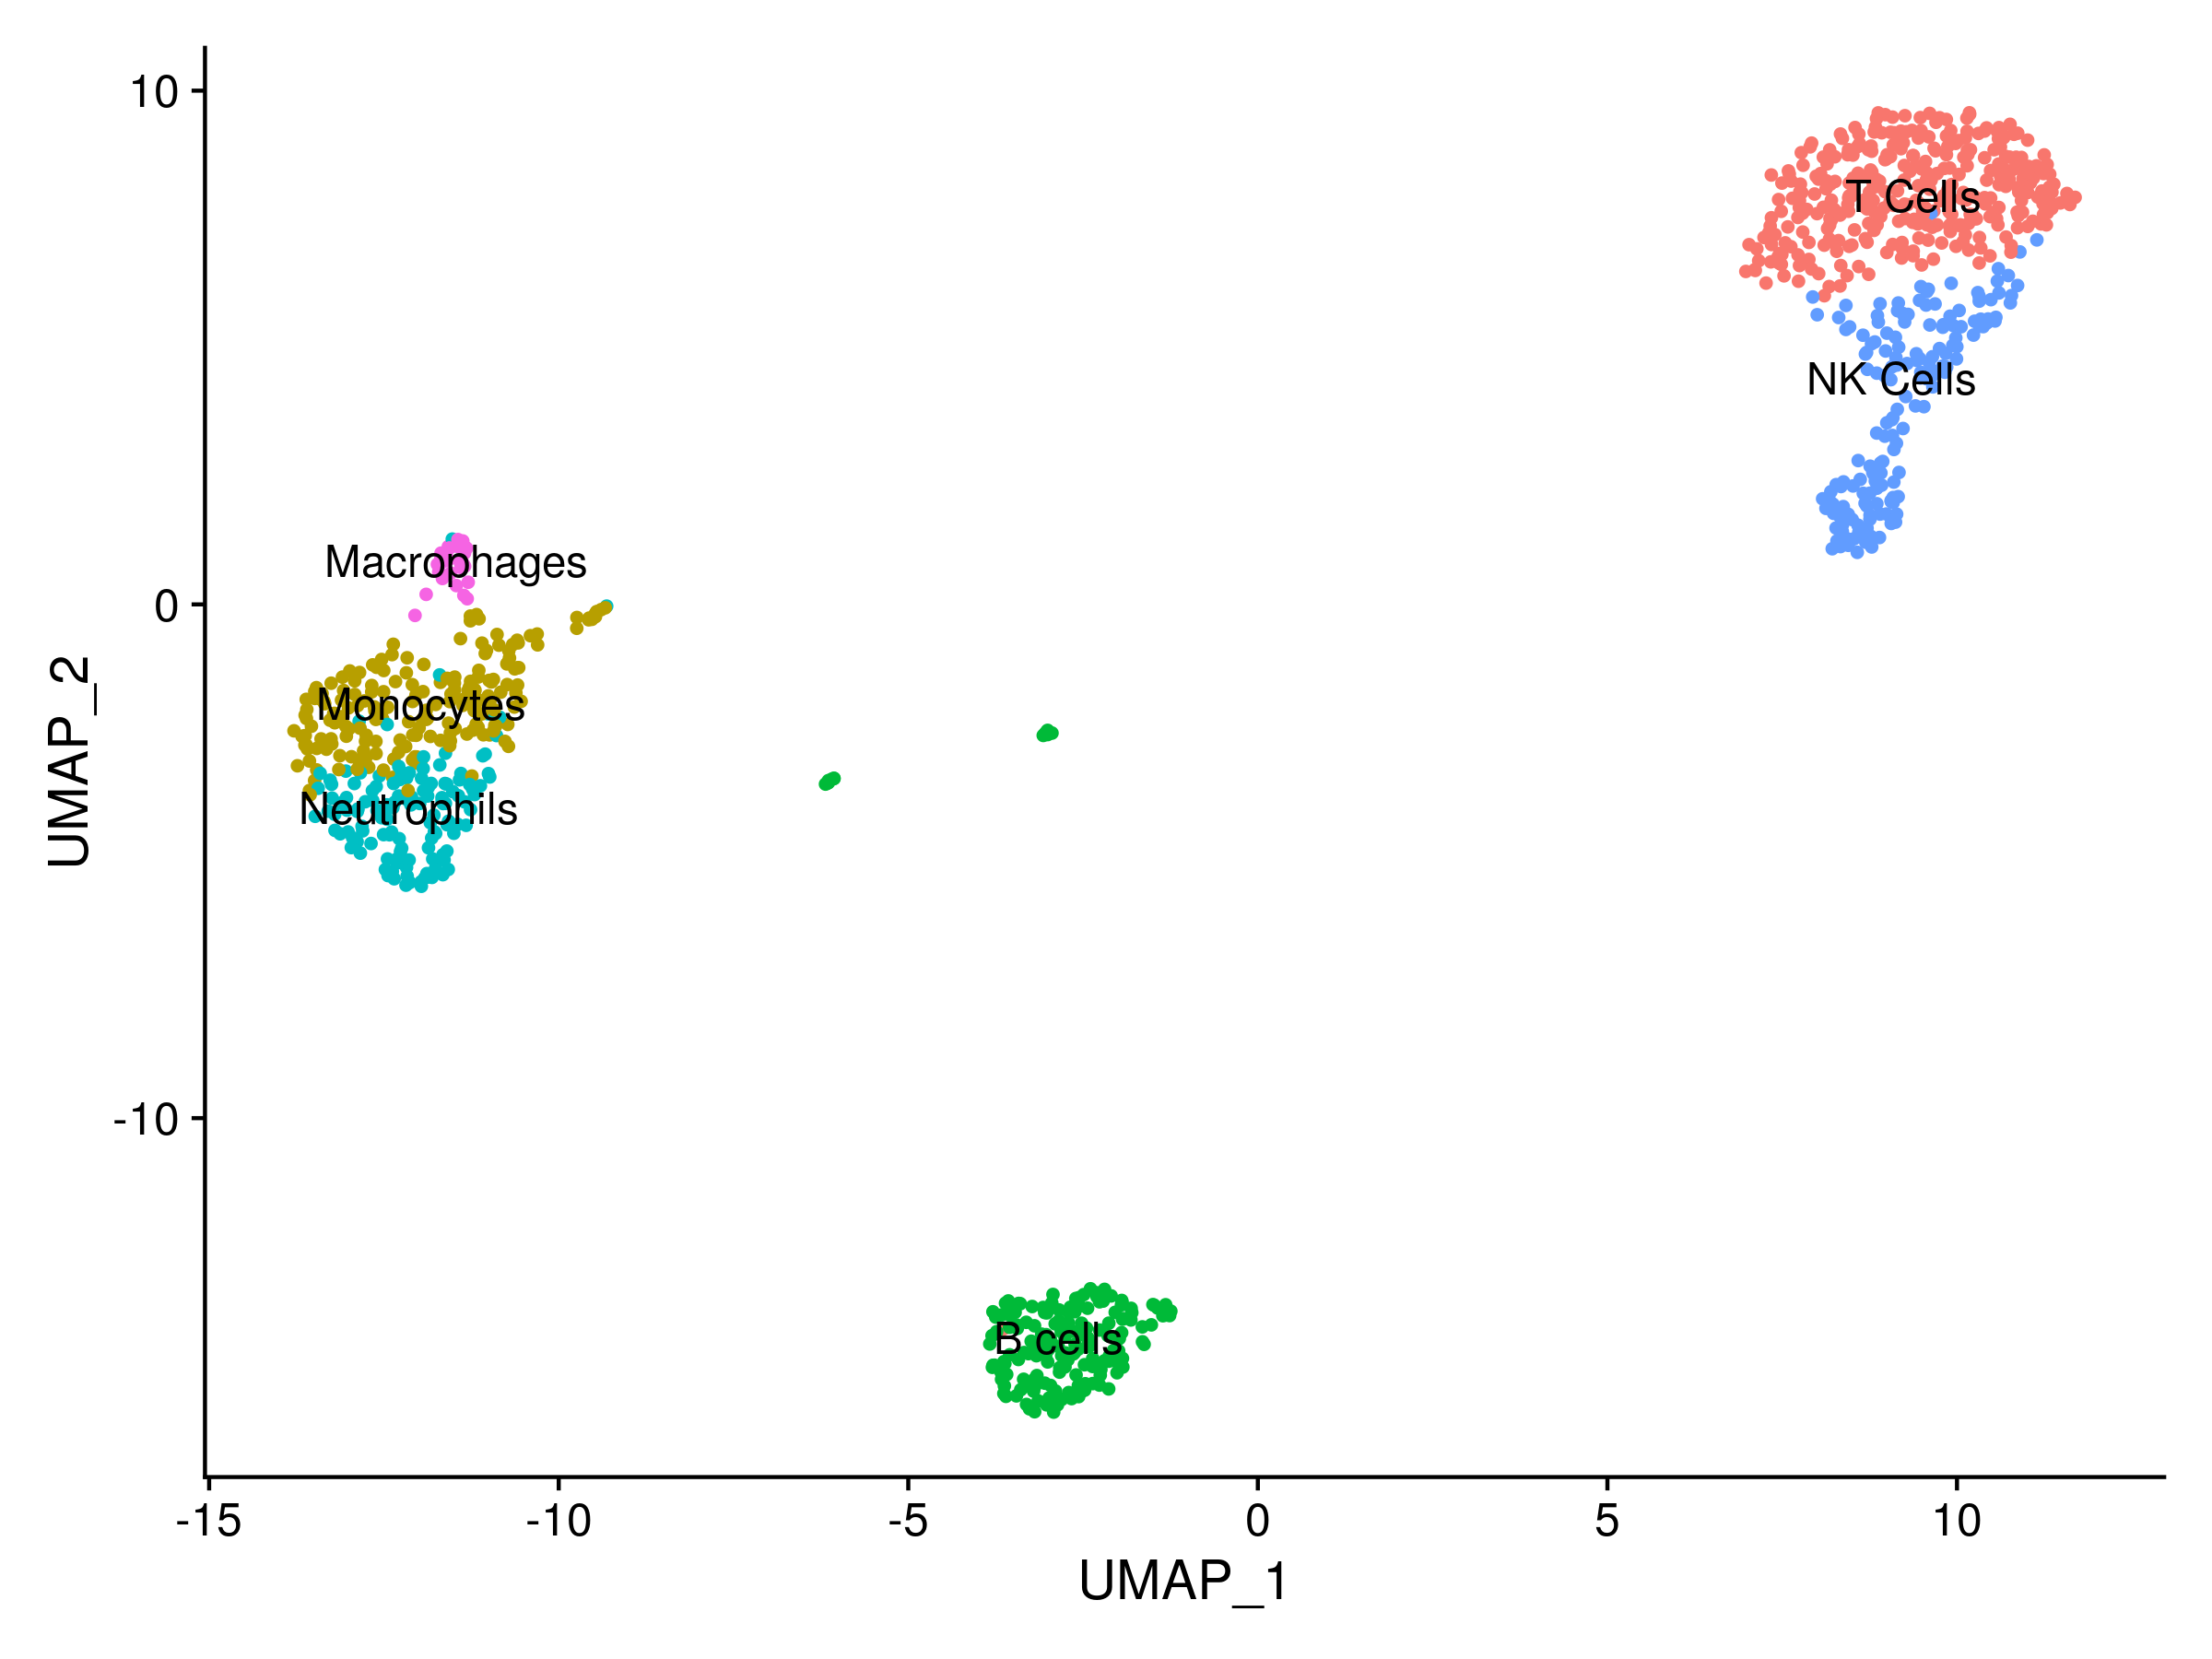 10
0
-10
UMAP_2
T Cells
NK Cells
Macrophages
Monocytes
Neutrophils
B cells
-15
-10
-5
0
5
10
UMAP_1